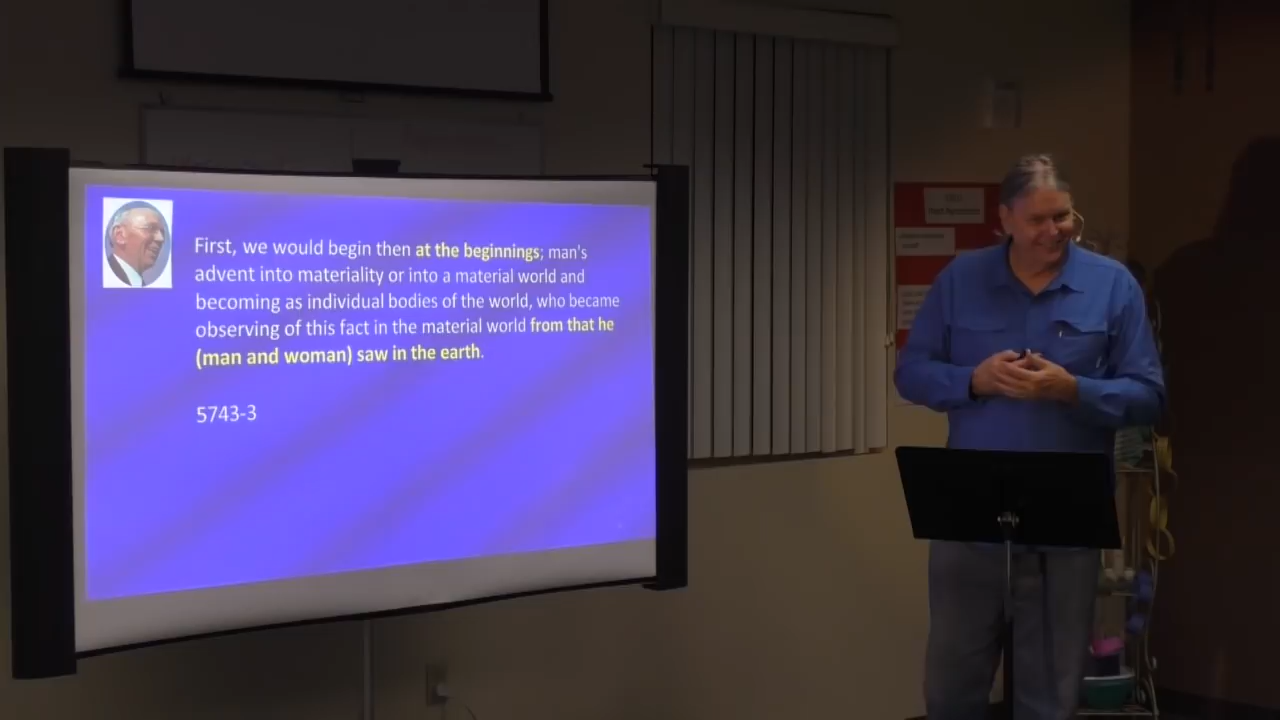 First, we would begin then at the beginnings; man's
advent into materiality or into a material world and
becoming as individual bodies of the world, who became
observing of this fact in the material world from that he
(man and woman) saw in the earth.
5743-3